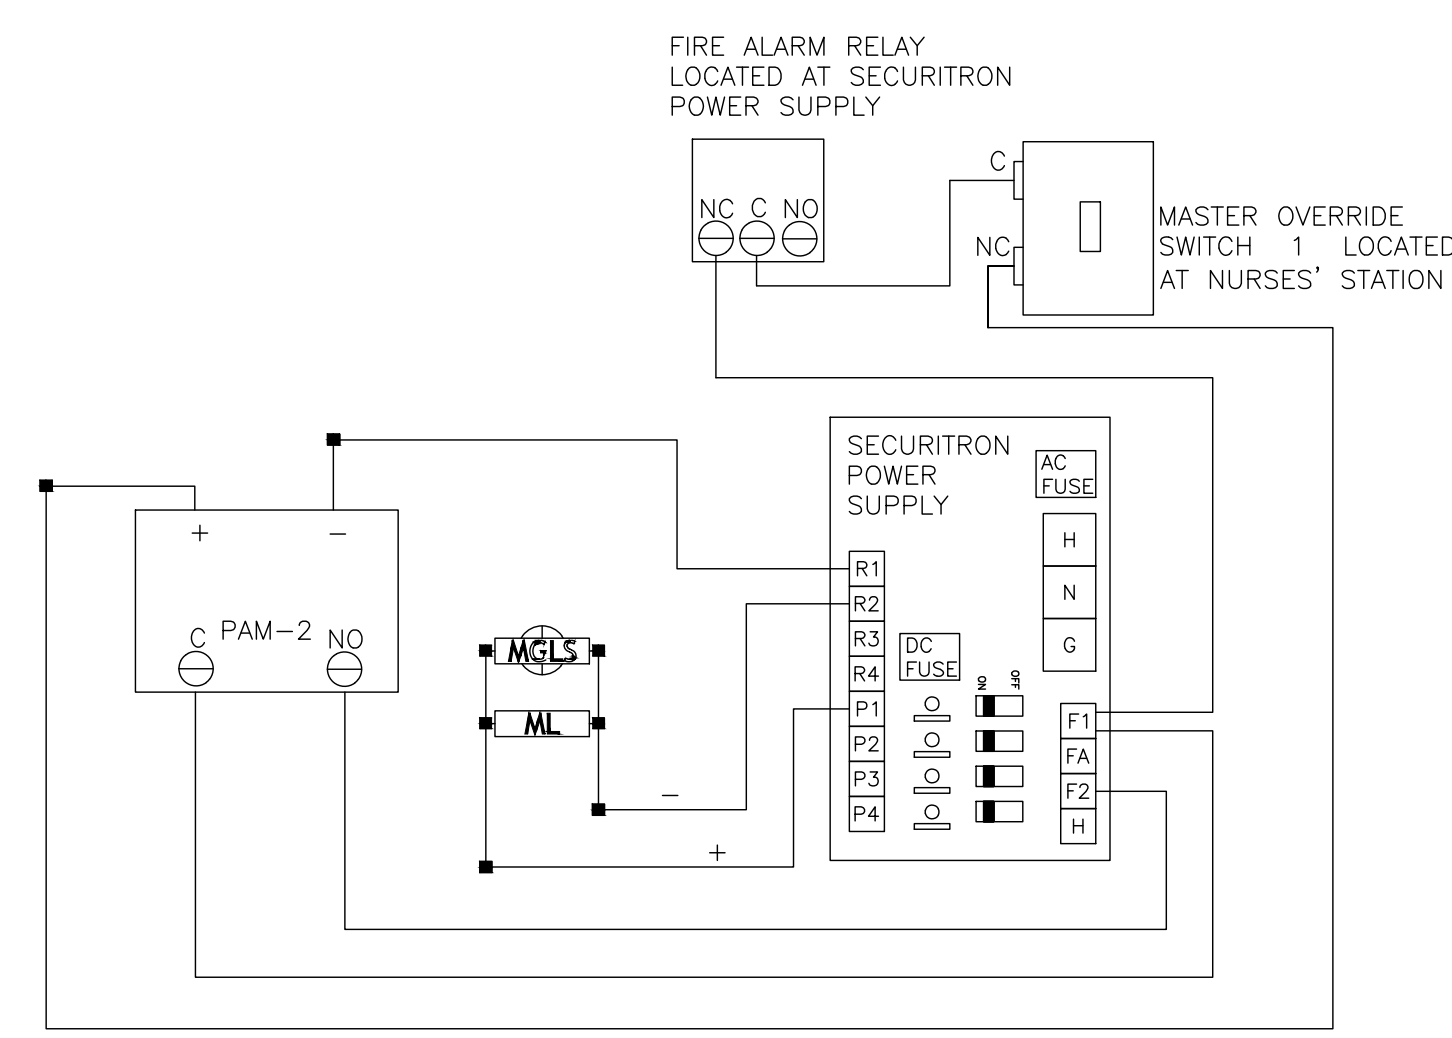 FIRE ALARM RELAY
LOCATED AT SECURITRON
POWER SUPPLY
NC C NO
C
NC
MASTER OVERRIDE
SWITCH 1 LOCATED
AT NURSES' STATION
SECURITRON
POWER
SUPPLY
AC
FUSE
H
N
G
R1
R2
R3
R4
P1
P2
P3
P4
DC
FUSE
ON OFF
F1
FA
F2
H
+ −
PAM-2
C NO
MGLS
ML
−
+